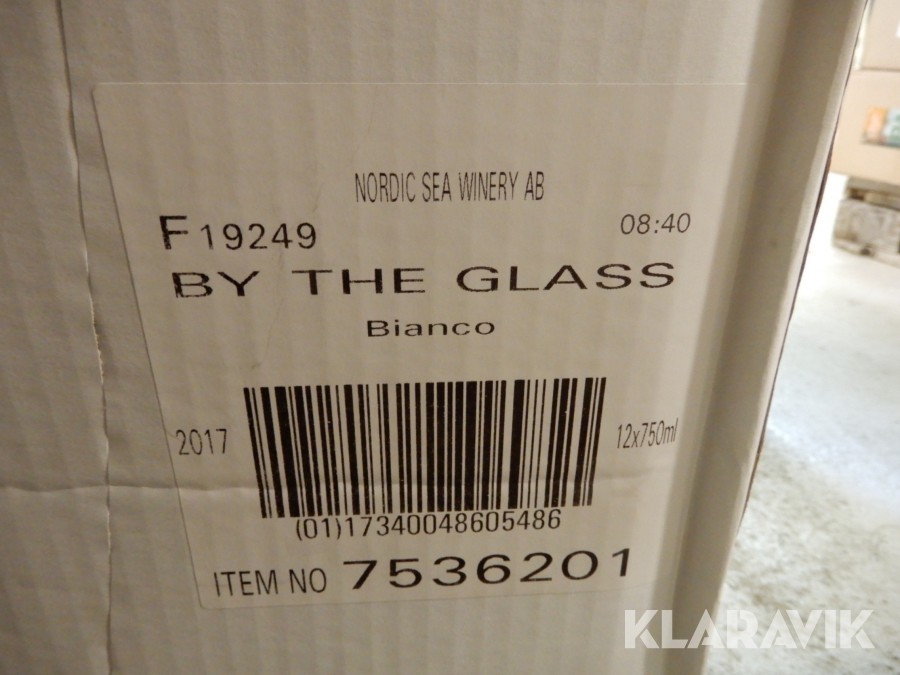 NORDIC SEA WINERY AB
F19249 08:40
BY THE GLASS
Bianco
2017 12x750ml
(01)17340048605486
ITEM NO 7536201
KLARAVIK